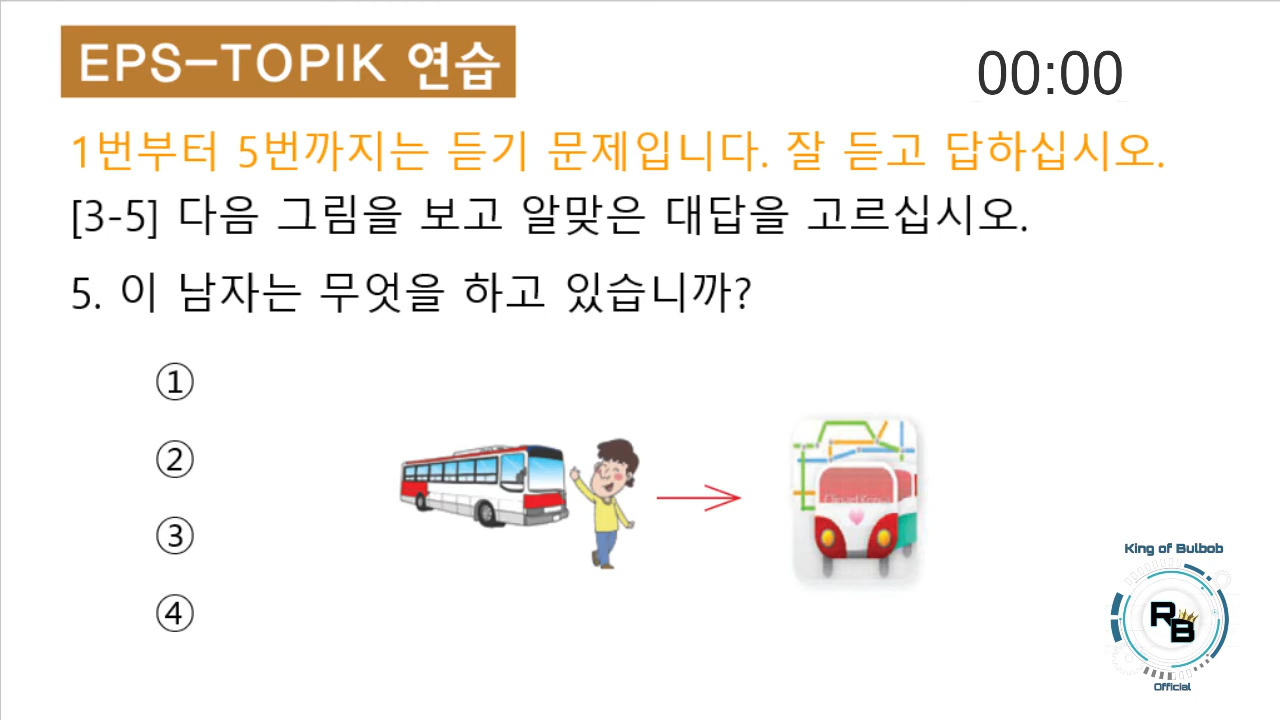 EPS-TOPIK 연습
00:00
1번부터 5번까지는 듣기 문제입니다. 잘 듣고 답하십시오.
[3-5] 다음 그림을 보고 알맞은 대답을 고르십시오.
5. 이 남자는 무엇을 하고 있습니까?
①
②
③
④
King of Bulbob
RB
Official